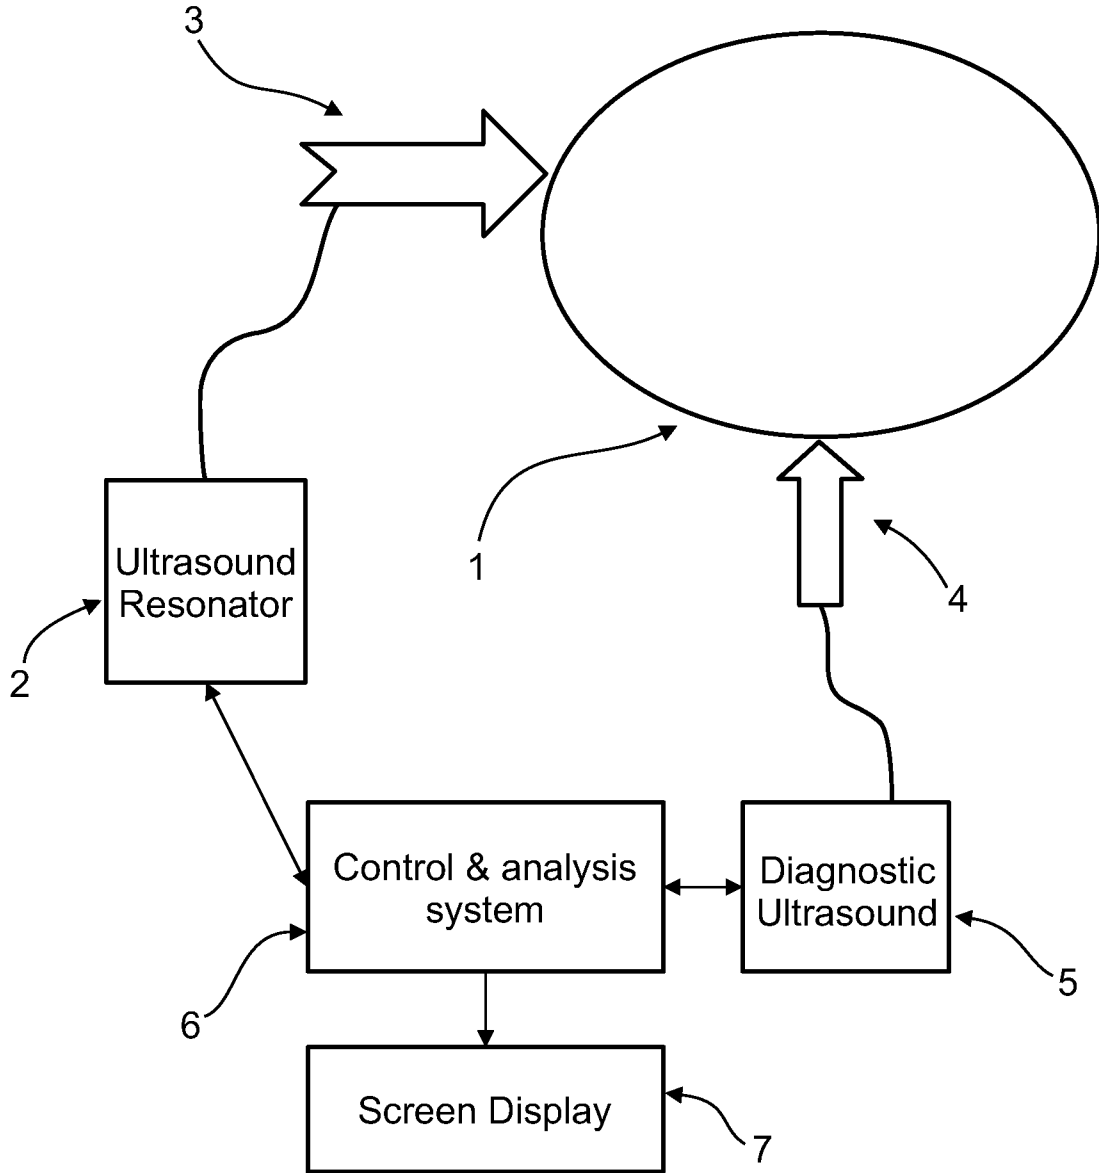 3
1
Ultrasound
Resonator
4
2
Control & analysis
system
Diagnostic
Ultrasound
5
6
Screen Display
7